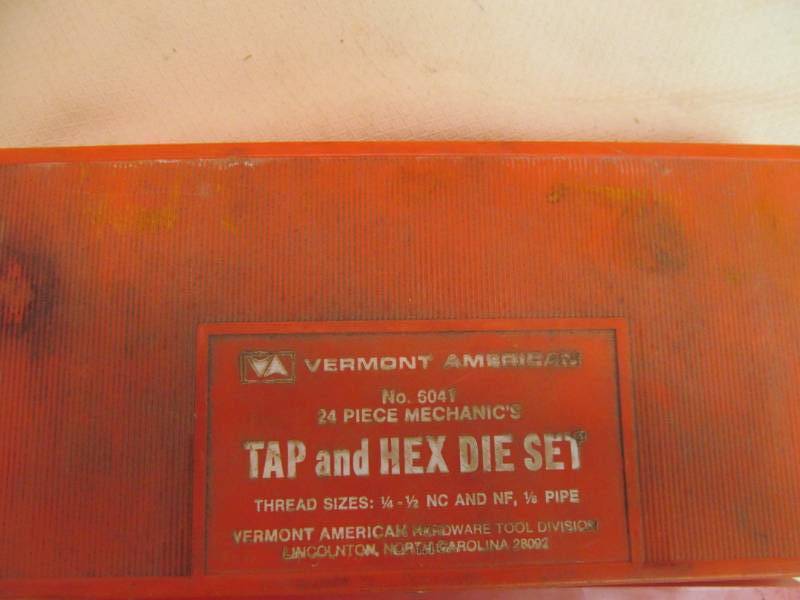 VA VERMONT AMERICAN
No. 6041
24 PIECE MECHANIC'S
TAP and HEX DIE SET
THREAD SIZES: ¼ - ½ NC AND NF, ⅛ PIPE
VERMONT AMERICAN HARDWARE TOOL DIVISION
LINCOLNTON, NORTH CAROLINA 28092